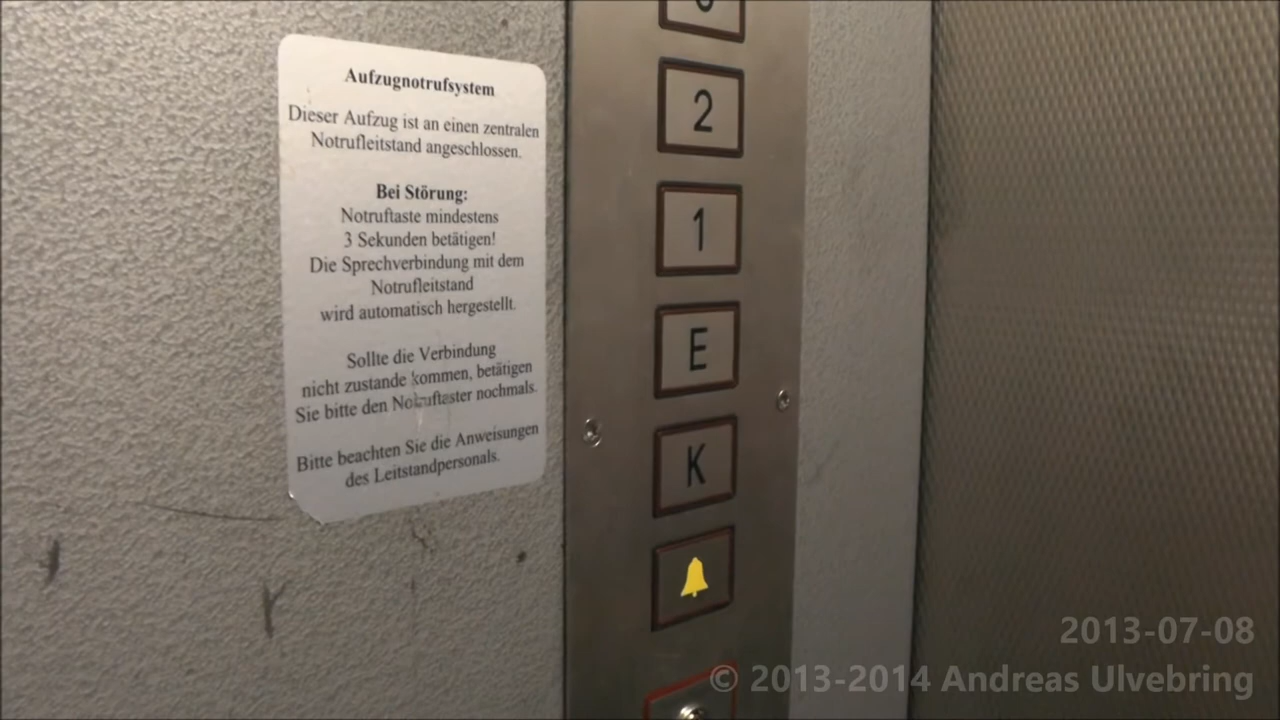 Aufzugnotrufsystem
Dieser Aufzug ist an einen zentralen
Notrufleitstand angeschlossen.
Bei Störung:
Notruftaste mindestens
3 Sekunden betätigen!
Die Sprechverbindung mit dem
Notrufleitstand
wird automatisch hergestellt.
Sollte die Verbindung
nicht zustande kommen, betätigen
Sie bitte den Notruftaster nochmals.
Bitte beachten Sie die Anweisungen
des Leitstandpersonals.
2
1
E
K
2013-07-08
© 2013-2014 Andreas Ulvebring